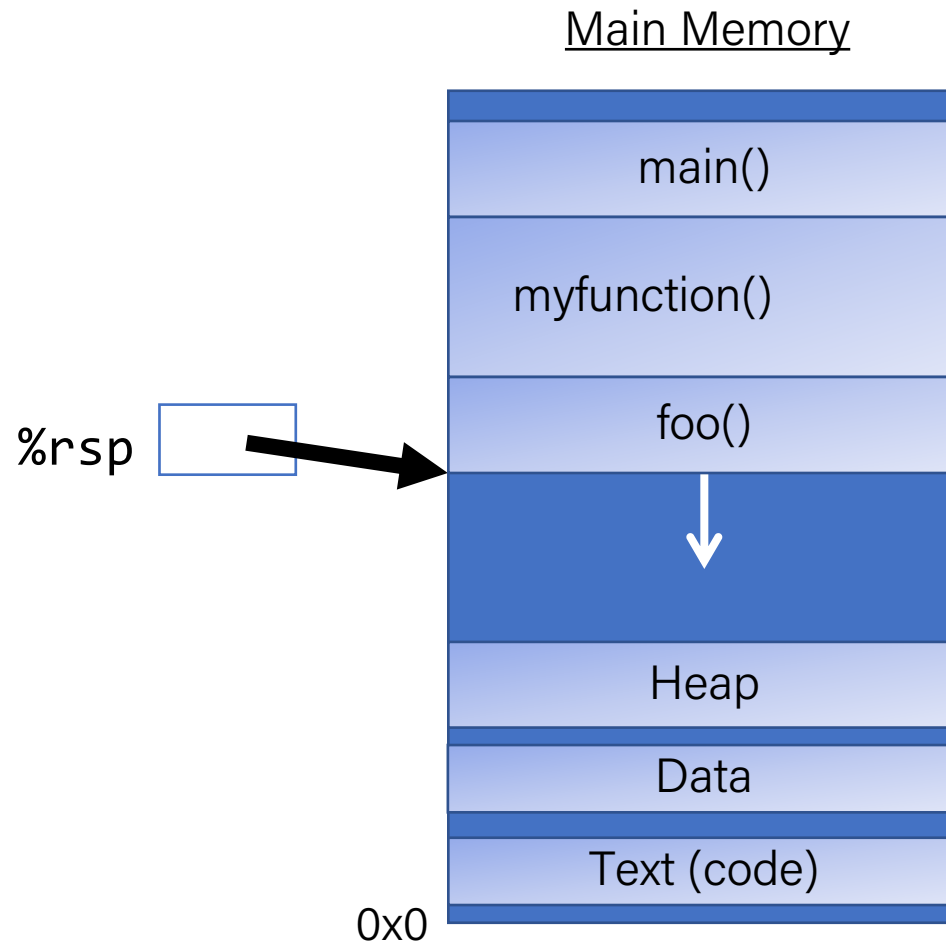 Main Memory
main()
myfunction()
foo()
%rsp
Heap
Data
Text (code)
0x0